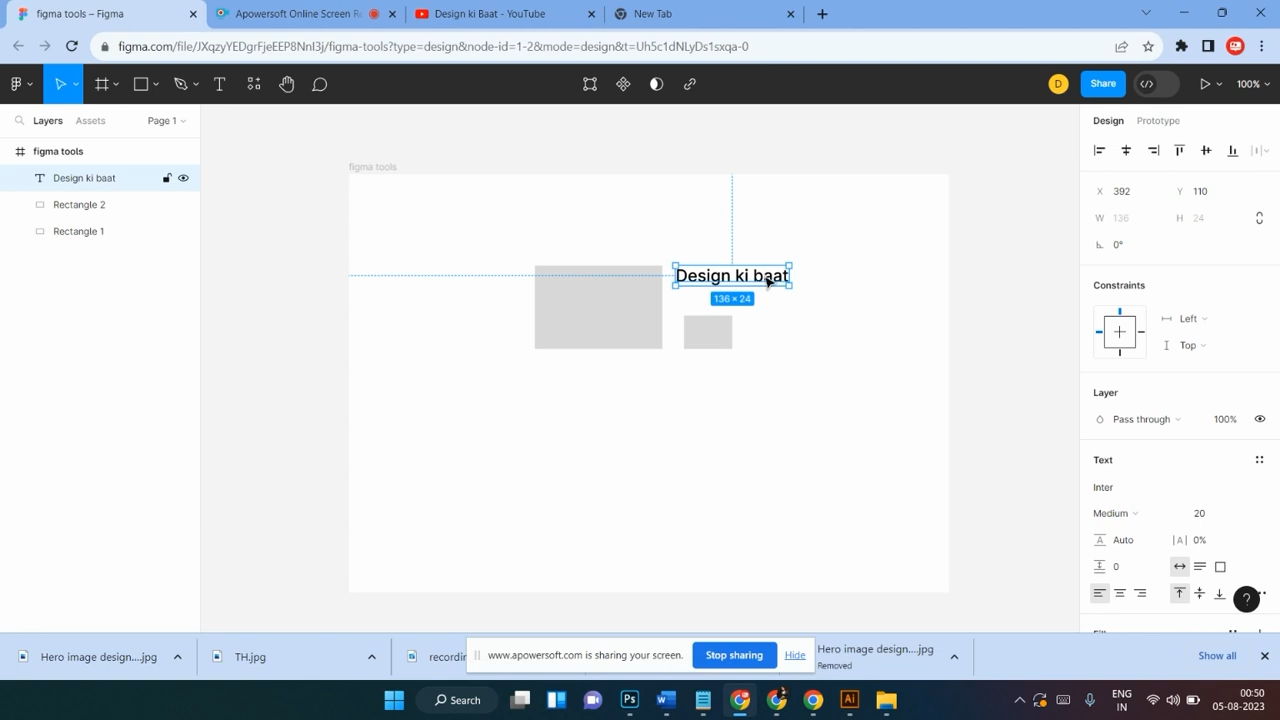 figma tools – Figma
Apowersoft Online Screen Re
Design ki Baat - YouTube
New Tab
figma.com/file/JXqzyYEDgrFjeEEP8NnI3j/figma-tools?type=design&node-id=1-2&mode=design&t=Uh5c1dNLyDs1sxqa-0
D
Share
100%
Layers
Assets
Page 1
Design
Prototype
figma tools
figma tools
Design ki baat
X 392
Y 110
Rectangle 2
W 136
H 24
Rectangle 1
0°
Design ki baat
136 × 24
Constraints
Left
Top
Layer
Pass through
100%
Text
Inter
Medium
20
Auto
|A| 0%
0
?
Hero image design....jpg
TH.jpg
recordin
www.apowersoft.com is sharing your screen.
Stop sharing
Hide
Hero image design....jpg
Removed
Show all
Search
Ps
Ai
ENG
IN
00:50
05-08-2023